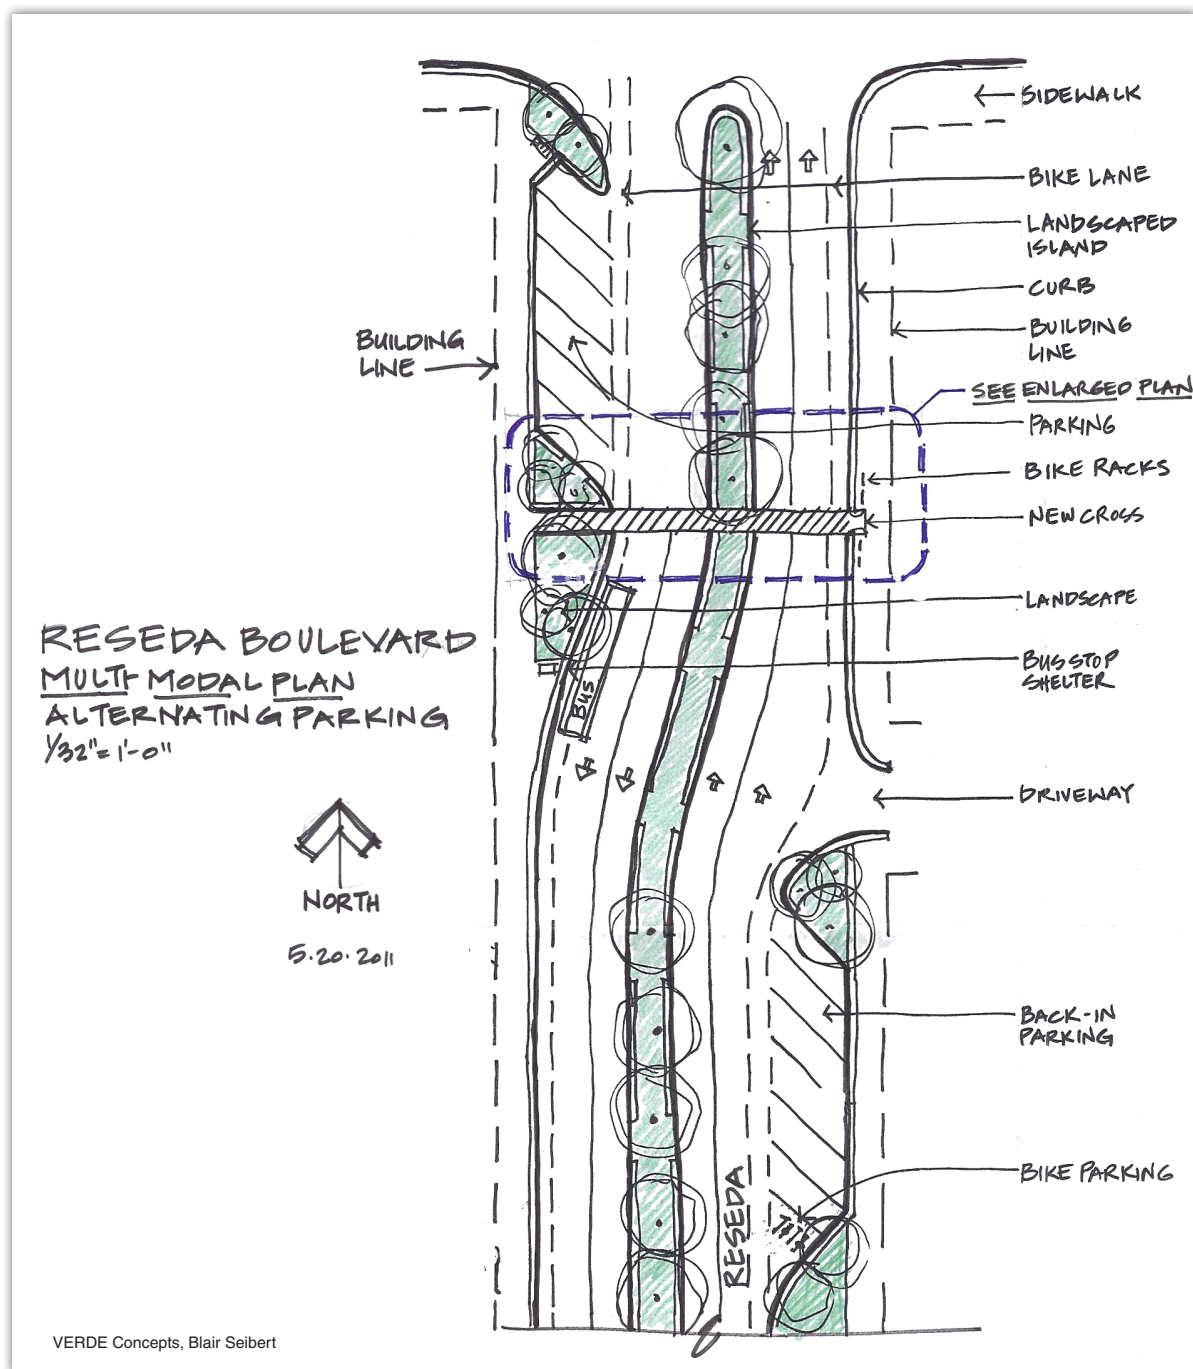 SIDEWALK
BIKE LANE
LANDSCAPED
ISLAND
CURB
BUILDING
LINE
BUILDING
LINE
SEE ENLARGED PLAN
PARKING
BIKE RACKS
NEW CROSS
LANDSCAPE
BUS STOP
SHELTER
BUS
RESEDA BOULEVARD
MULTI-MODAL PLAN
ALTERNATING PARKING
1/32"=1'-0"
DRIVEWAY
NORTH
5.20.2011
BACK-IN
PARKING
BIKE PARKING
RESEDA
VERDE Concepts, Blair Seibert